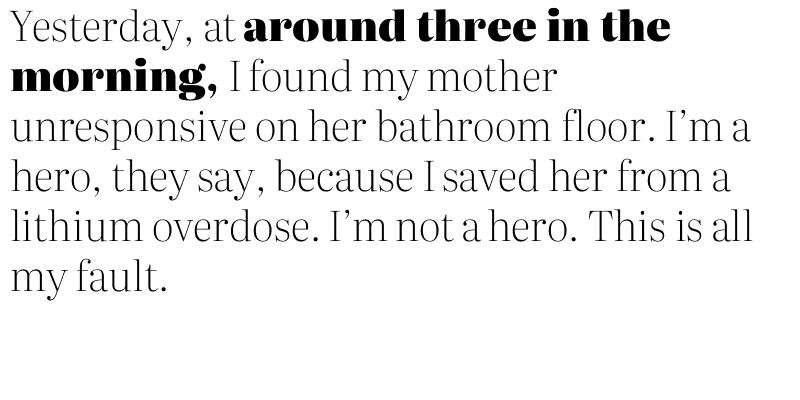 Yesterday, at around three in the
morning, I found my mother
unresponsive on her bathroom floor. I’m a
hero, they say, because I saved her from a
lithium overdose. I’m not a hero. This is all
my fault.